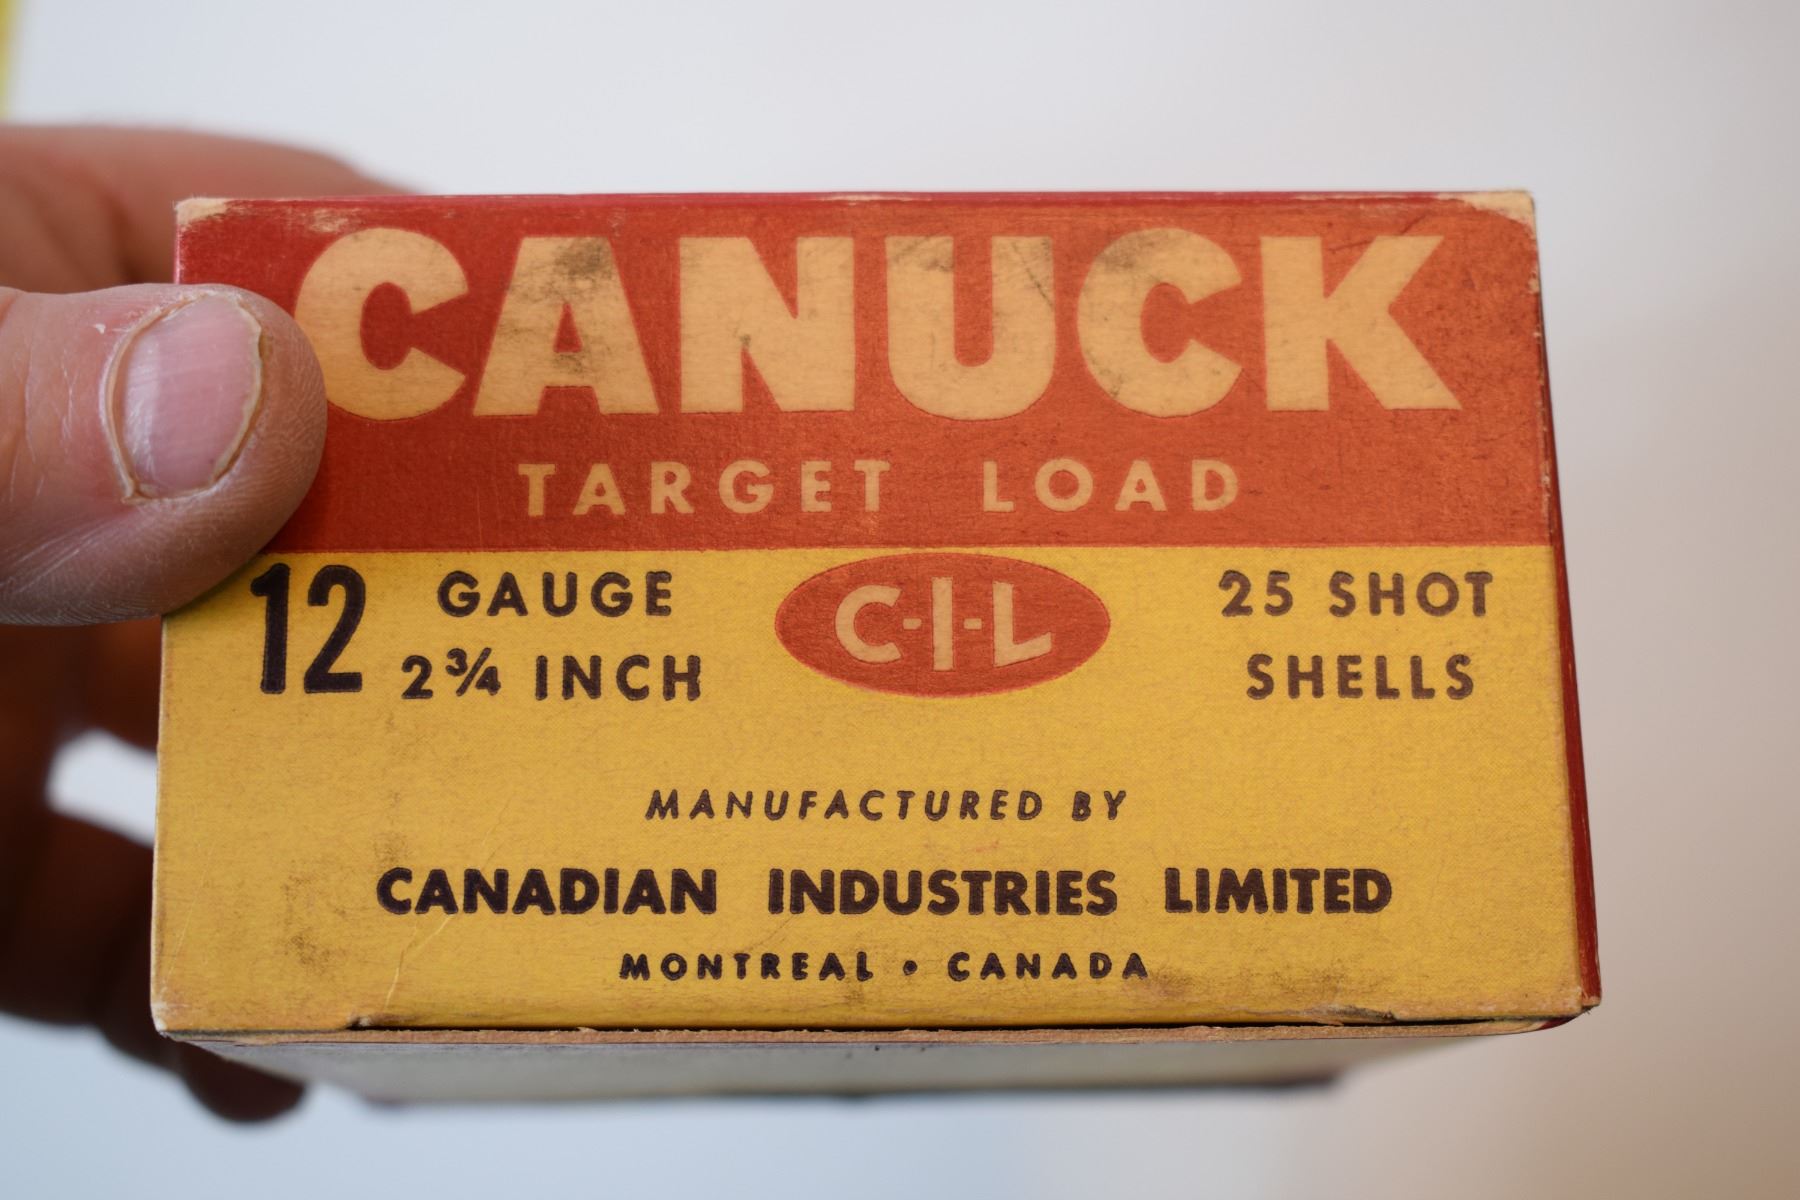 CANUCK
TARGET LOAD
12 GAUGE
2¾ INCH
C-I-L
25 SHOT
SHELLS
MANUFACTURED BY
CANADIAN INDUSTRIES LIMITED
MONTREAL • CANADA